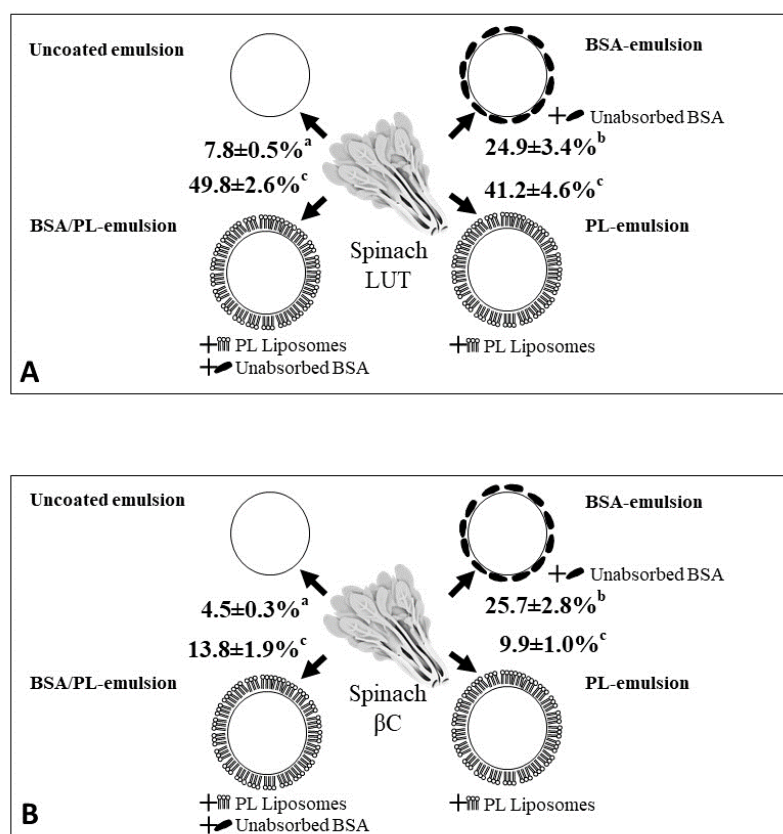 Uncoated emulsion
BSA-emulsion
+ Unabsorbed BSA
7.8±0.5%a
24.9±3.4%b
49.8±2.6%c
41.2±4.6%c
BSA/PL-emulsion
PL-emulsion
Spinach
LUT
+ PL Liposomes
+ Unabsorbed BSA
+ PL Liposomes
A
Uncoated emulsion
BSA-emulsion
+ Unabsorbed BSA
4.5±0.3%a
25.7±2.8%b
13.8±1.9%c
9.9±1.0%c
BSA/PL-emulsion
PL-emulsion
Spinach
βC
+ PL Liposomes
+ Unabsorbed BSA
+ PL Liposomes
B